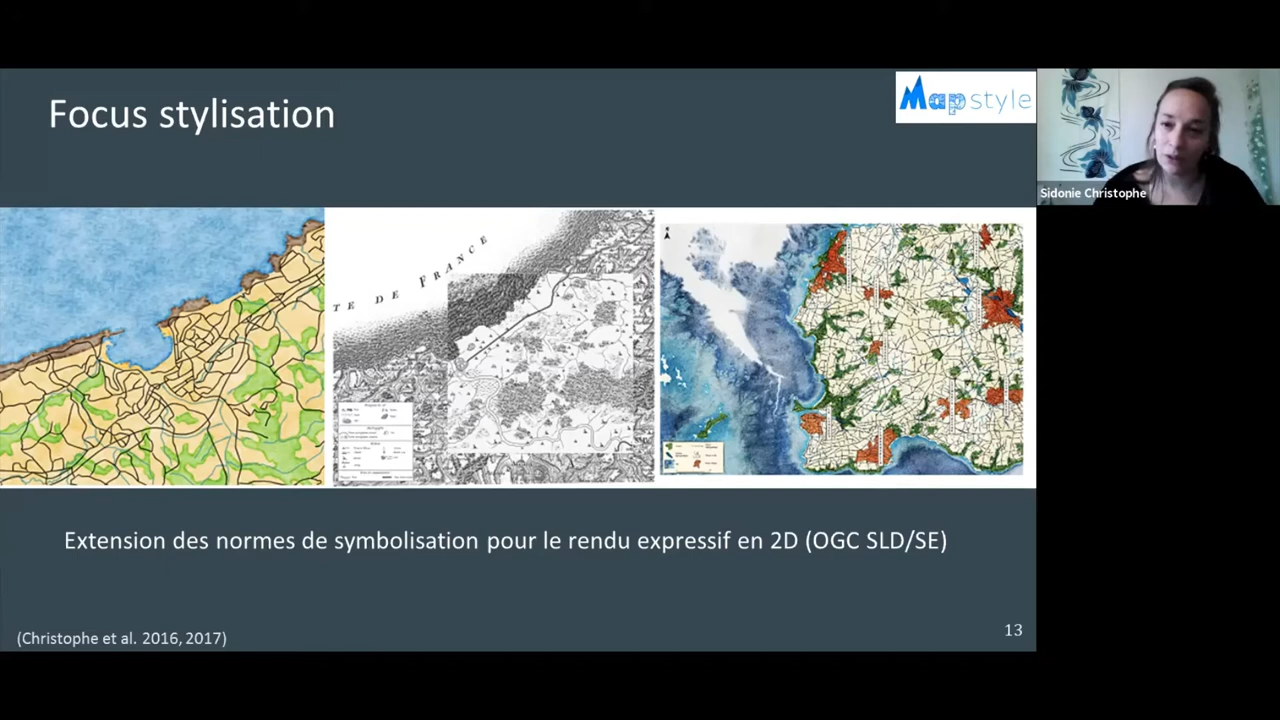 Focus stylisation
Mapstyle
Sidonie Christophe
TE DE FRANCE
Extension des normes de symbolisation pour le rendu expressif en 2D (OGC SLD/SE)
(Christophe et al. 2016, 2017)
13